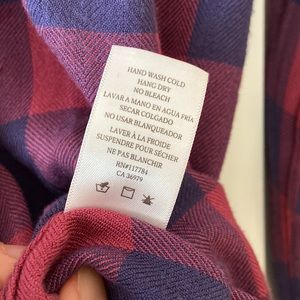 HAND WASH COLD
HANG DRY
NO BLEACH
LAVAR A MANO EN AGUA FRÍA
SECAR COLGADO
NO USAR BLANQUEADOR
LAVER À LA FROIDE
SUSPENDRE POUR SÉCHER
NE PAS BLANCHIR
RN#117784
CA 36979